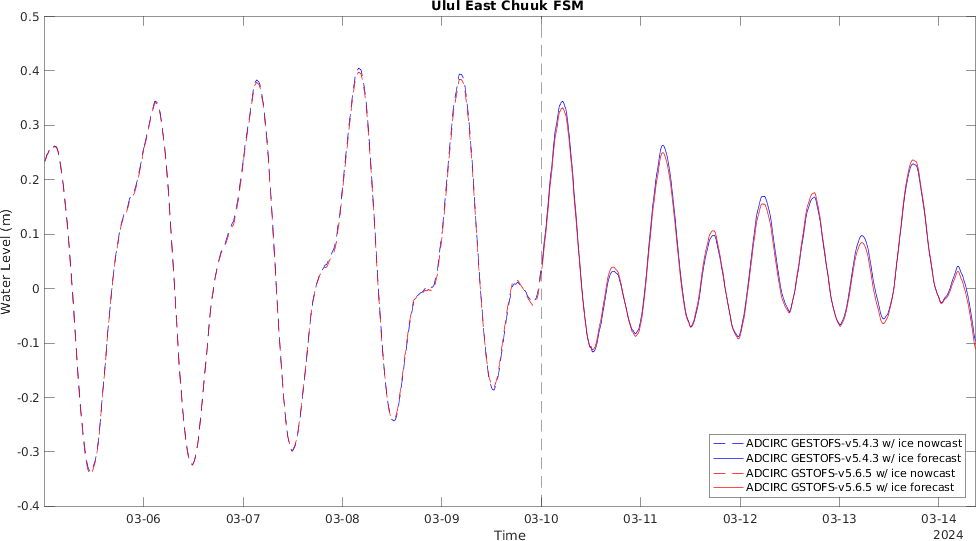 Ulul East Chuuk FSM
0.5
0.4
0.3
0.2
0.1
0
-0.1
-0.2
-0.3
-0.4
Water Level (m)
ADCIRC GESTOFS-v5.4.3 w/ ice nowcast
ADCIRC GESTOFS-v5.4.3 w/ ice forecast
ADCIRC GSTOFS-v5.6.5 w/ ice nowcast
ADCIRC GSTOFS-v5.6.5 w/ ice forecast
03-06 03-07 03-08 03-09 03-10 03-11 03-12 03-13 03-14
Time
2024